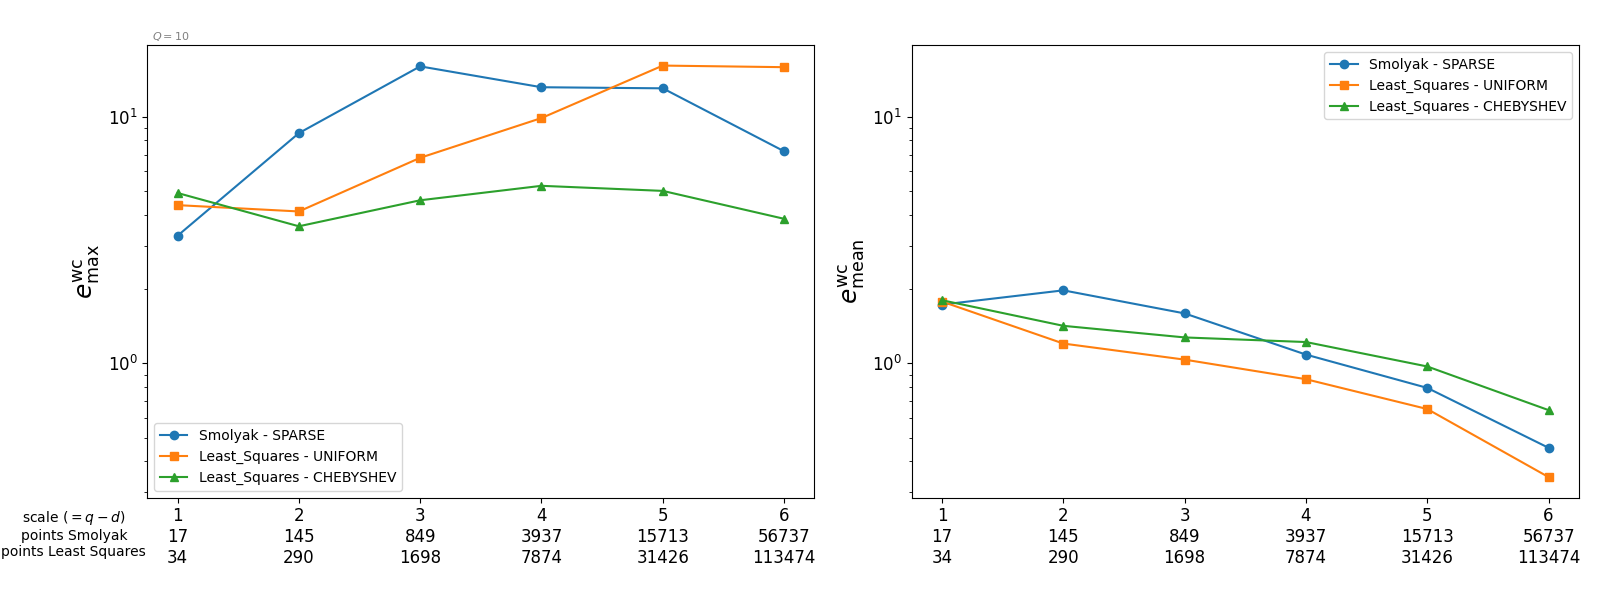 Q = 10
10¹
10⁰
e^wc_max
Smolyak - SPARSE
Least_Squares - UNIFORM
Least_Squares - CHEBYSHEV
scale (= q − d) 1 2 3 4 5 6
points Smolyak 17 145 849 3937 15713 56737
points Least Squares 34 290 1698 7874 31426 113474
10¹
10⁰
e^wc_mean
Smolyak - SPARSE
Least_Squares - UNIFORM
Least_Squares - CHEBYSHEV
1 2 3 4 5 6
17 145 849 3937 15713 56737
34 290 1698 7874 31426 113474